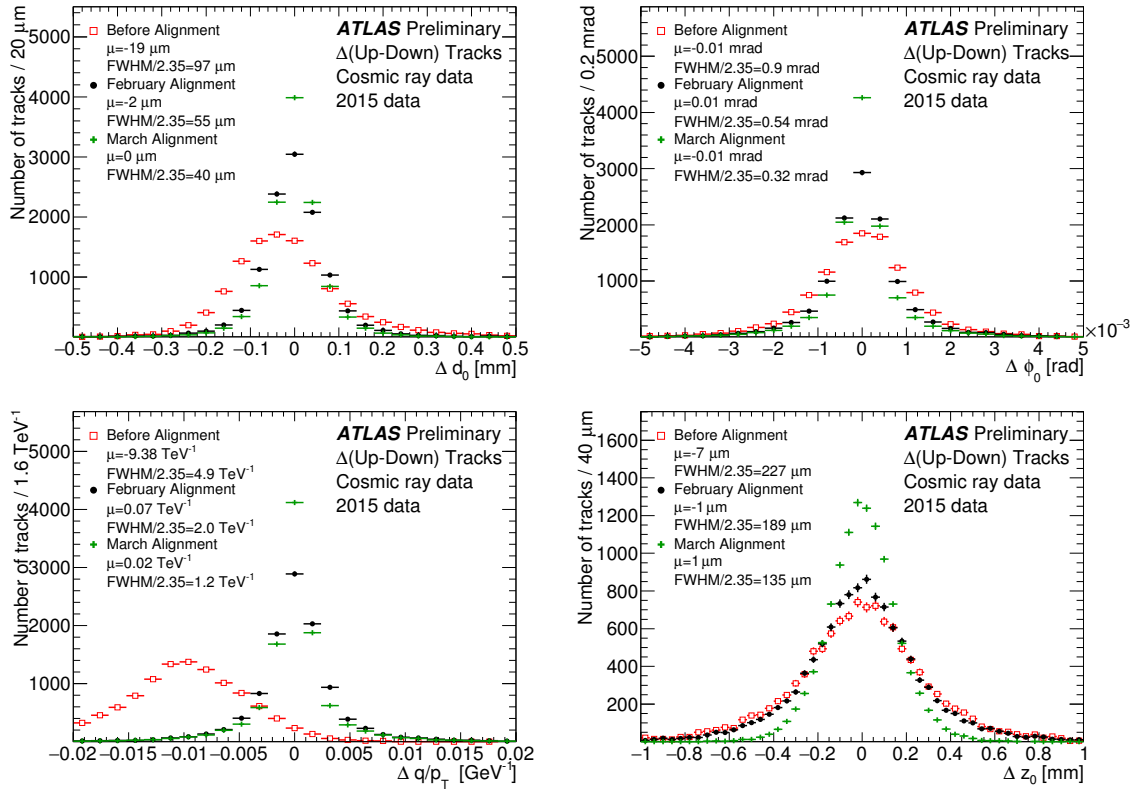 Number of tracks / 20 μm
5000
4000
3000
2000
1000
Before Alignment
μ=-19 μm
FWHM/2.35=97 μm
February Alignment
μ=-2 μm
FWHM/2.35=55 μm
March Alignment
μ=0 μm
FWHM/2.35=40 μm
ATLAS Preliminary
Δ(Up-Down) Tracks
Cosmic ray data
2015 data
−0.5 −0.4 −0.3 −0.2 −0.1 0 0.1 0.2 0.3 0.4 0.5
Δ d0 [mm]
Number of tracks / 0.2 mrad
5000
4000
3000
2000
1000
Before Alignment
μ=-0.01 mrad
FWHM/2.35=0.9 mrad
February Alignment
μ=0.01 mrad
FWHM/2.35=0.54 mrad
March Alignment
μ=-0.01 mrad
FWHM/2.35=0.32 mrad
ATLAS Preliminary
Δ(Up-Down) Tracks
Cosmic ray data
2015 data
×10−3
−5 −4 −3 −2 −1 0 1 2 3 4 5
Δ ϕ0 [rad]
Number of tracks / 1.6 TeV-1
5000
4000
3000
2000
1000
Before Alignment
μ=-9.38 TeV-1
FWHM/2.35=4.9 TeV-1
February Alignment
μ=0.07 TeV-1
FWHM/2.35=2.0 TeV-1
March Alignment
μ=0.02 TeV-1
FWHM/2.35=1.2 TeV-1
ATLAS Preliminary
Δ(Up-Down) Tracks
Cosmic ray data
2015 data
−0.02 −0.015 −0.01 −0.005 0 0.005 0.01 0.015 0.02
Δ q/pT [GeV-1]
Number of tracks / 40 μm
1600
1400
1200
1000
800
600
400
200
Before Alignment
μ=-7 μm
FWHM/2.35=227 μm
February Alignment
μ=-1 μm
FWHM/2.35=189 μm
March Alignment
μ=1 μm
FWHM/2.35=135 μm
ATLAS Preliminary
Δ(Up-Down) Tracks
Cosmic ray data
2015 data
−1 −0.8 −0.6 −0.4 −0.2 0 0.2 0.4 0.6 0.8 1
Δ z0 [mm]